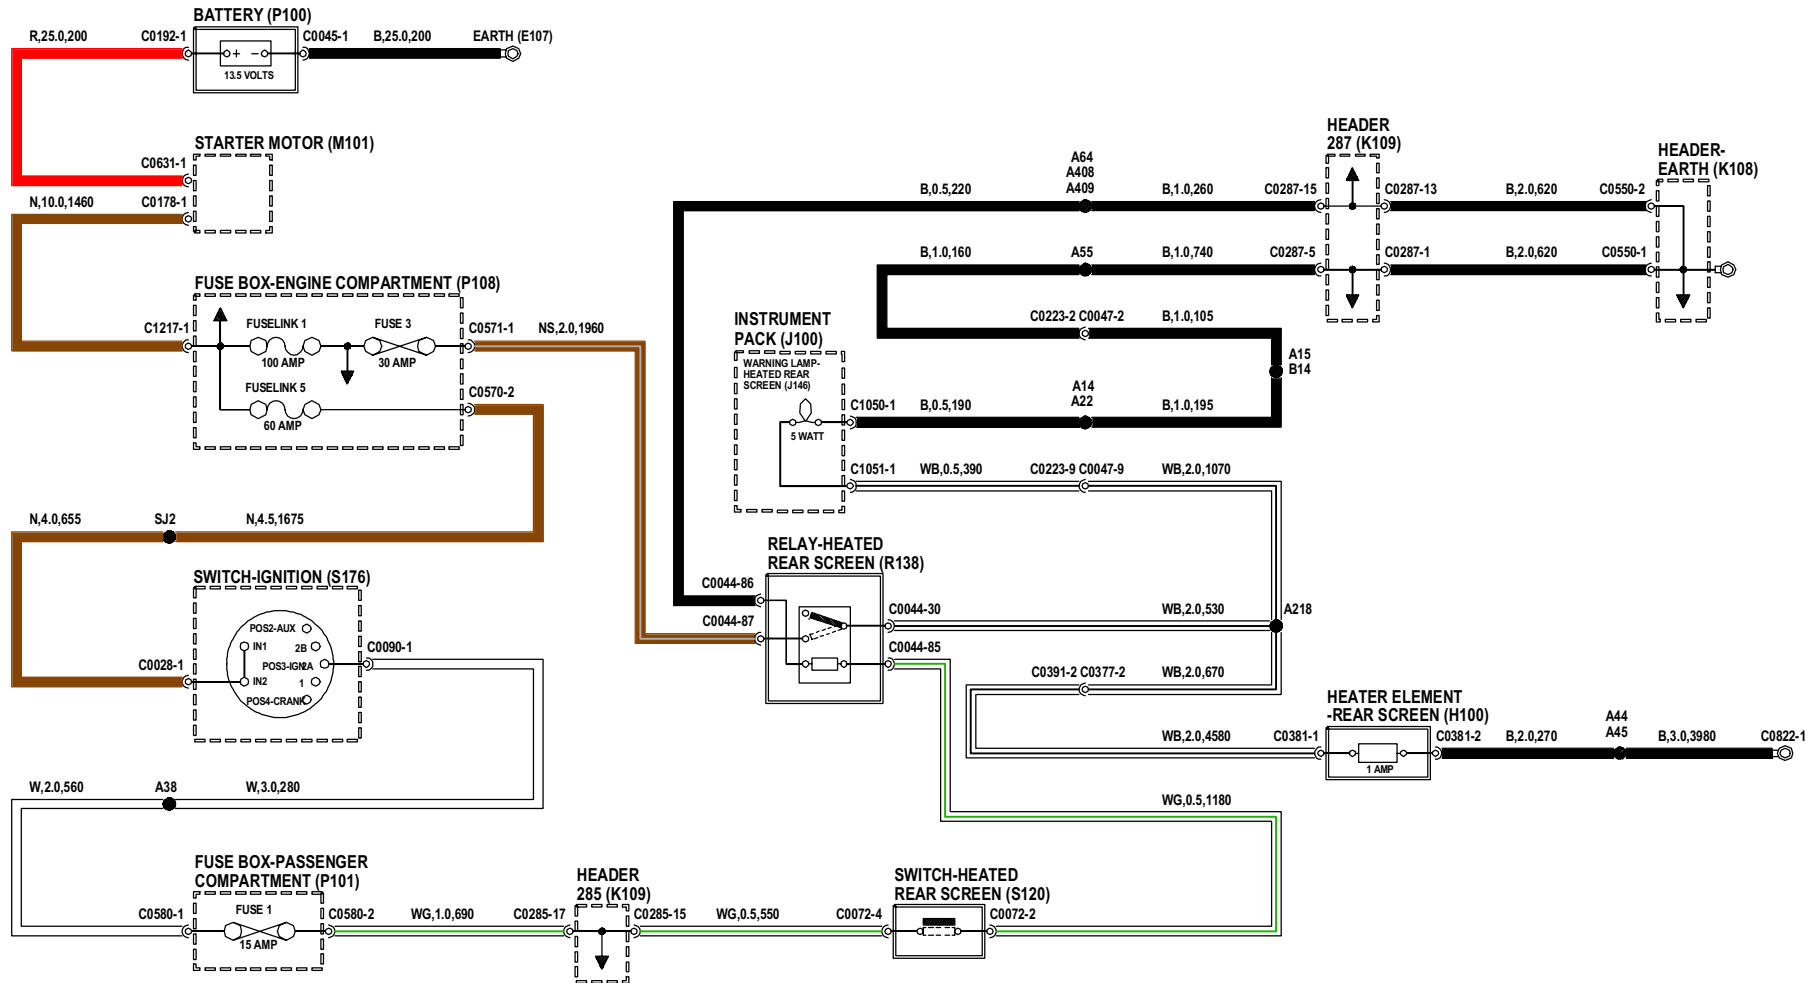 BATTERY (P100)
R,25.0,200
C0192-1
C0045-1
B,25.0,200
EARTH (E107)
+ -
13.5 VOLTS
STARTER MOTOR (M101)
C0631-1
N,10.0,1460
C0178-1
FUSE BOX-ENGINE COMPARTMENT (P108)
C1217-1
FUSELINK 1
100 AMP
FUSE 3
30 AMP
C0571-1
NS,2.0,1960
FUSELINK 5
60 AMP
C0570-2
N,4.0,655
SJ2
N,4.5,1675
SWITCH-IGNITION (S176)
POS2-AUX
IN1
2B
POS3-IGN
2A
IN2
1
POS4-CRANK
C0028-1
C0090-1
W,2.0,560
A38
W,3.0,280
FUSE BOX-PASSENGER
COMPARTMENT (P101)
C0580-1
FUSE 1
15 AMP
C0580-2
WG,1.0,690
C0285-17
HEADER
285 (K109)
C0285-15
WG,0.5,550
C0072-4
SWITCH-HEATED
REAR SCREEN (S120)
C0072-2
WG,0.5,1180
INSTRUMENT
PACK (J100)
WARNING LAMP-
HEATED REAR
SCREEN (J146)
5 WATT
C1050-1
B,0.5,190
A14
A22
B,1.0,195
C1051-1
WB,0.5,390
C0223-9 C0047-9
WB,2.0,1070
RELAY-HEATED
REAR SCREEN (R138)
C0044-86
C0044-87
C0044-30
C0044-85
WB,2.0,530
A218
C0391-2 C0377-2
WB,2.0,670
WB,2.0,4580
C0381-1
HEATER ELEMENT
-REAR SCREEN (H100)
1 AMP
C0381-2
B,2.0,270
A44
A45
B,3.0,3980
C0822-1
B,0.5,220
A64
A408
A409
B,1.0,260
C0287-15
HEADER
287 (K109)
C0287-13
B,2.0,620
C0550-2
HEADER-
EARTH (K108)
B,1.0,160
A55
B,1.0,740
C0287-5
C0287-1
B,2.0,620
C0550-1
C0223-2 C0047-2
B,1.0,105
A15
B14